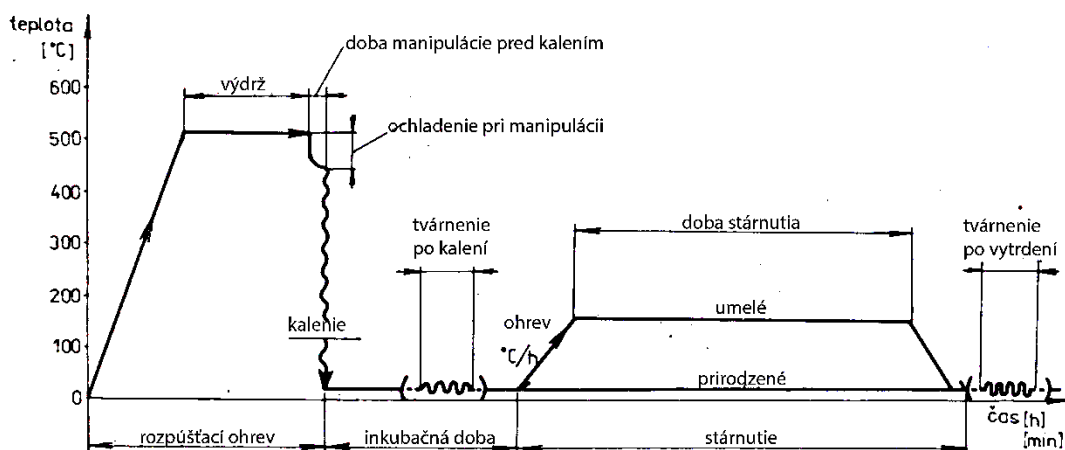 teplota
[°C]
doba manipulácie pred kalením
600
výdrž
ochladenie pri manipulácii
500
400
300
tvárnenie
po kalení
doba stárnutia
tvárnenie
po vytrdení
200
umelé
kalenie
ohrev
°C/h
100
prirodzené
0
čas [h]
[min]
rozpúšťací ohrev
inkubačná doba
stárnutie